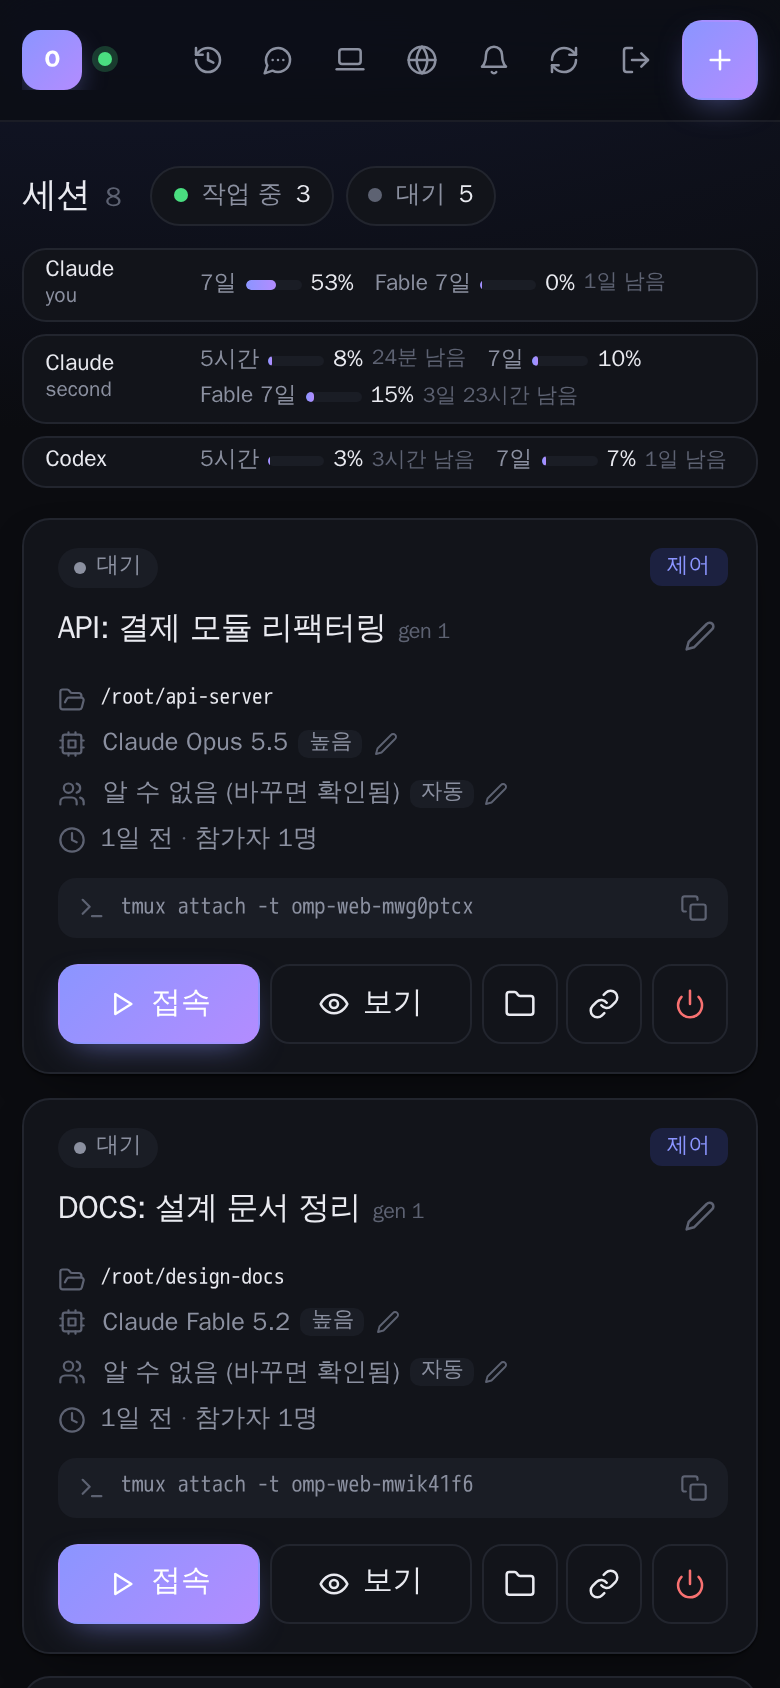 O
세션 8 작업 중 3 대기 5
Claude 7일 53% Fable 7일 0% 1일 남음
you
Claude 5시간 8% 24분 남음 7일 10%
second Fable 7일 15% 3일 23시간 남음
Codex 5시간 3% 3시간 남음 7일 7% 1일 남음
대기 제어
API: 결제 모듈 리팩터링 gen 1
/root/api-server
Claude Opus 5.5 높음
알 수 없음 (바꾸면 확인됨) 자동
1일 전 · 참가자 1명
tmux attach -t omp-web-mwg0ptcx
접속 보기
대기 제어
DOCS: 설계 문서 정리 gen 1
/root/design-docs
Claude Fable 5.2 높음
알 수 없음 (바꾸면 확인됨) 자동
1일 전 · 참가자 1명
tmux attach -t omp-web-mwik41f6
접속 보기